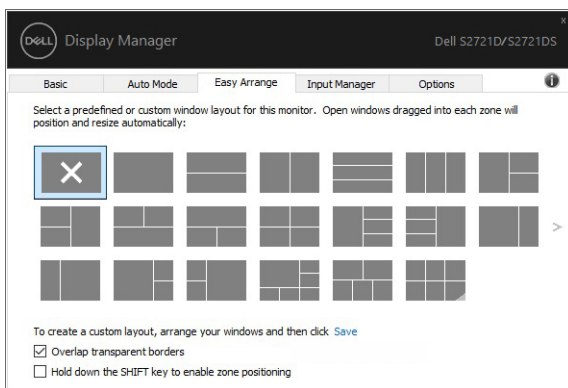 DELL Display Manager Dell S2721D/S2721DS
Basic Auto Mode Easy Arrange Input Manager Options
Select a predefined or custom window layout for this monitor. Open windows dragged into each zone will
position and resize automatically:
To create a custom layout, arrange your windows and then click Save
Overlap transparent borders
Hold down the SHIFT key to enable zone positioning